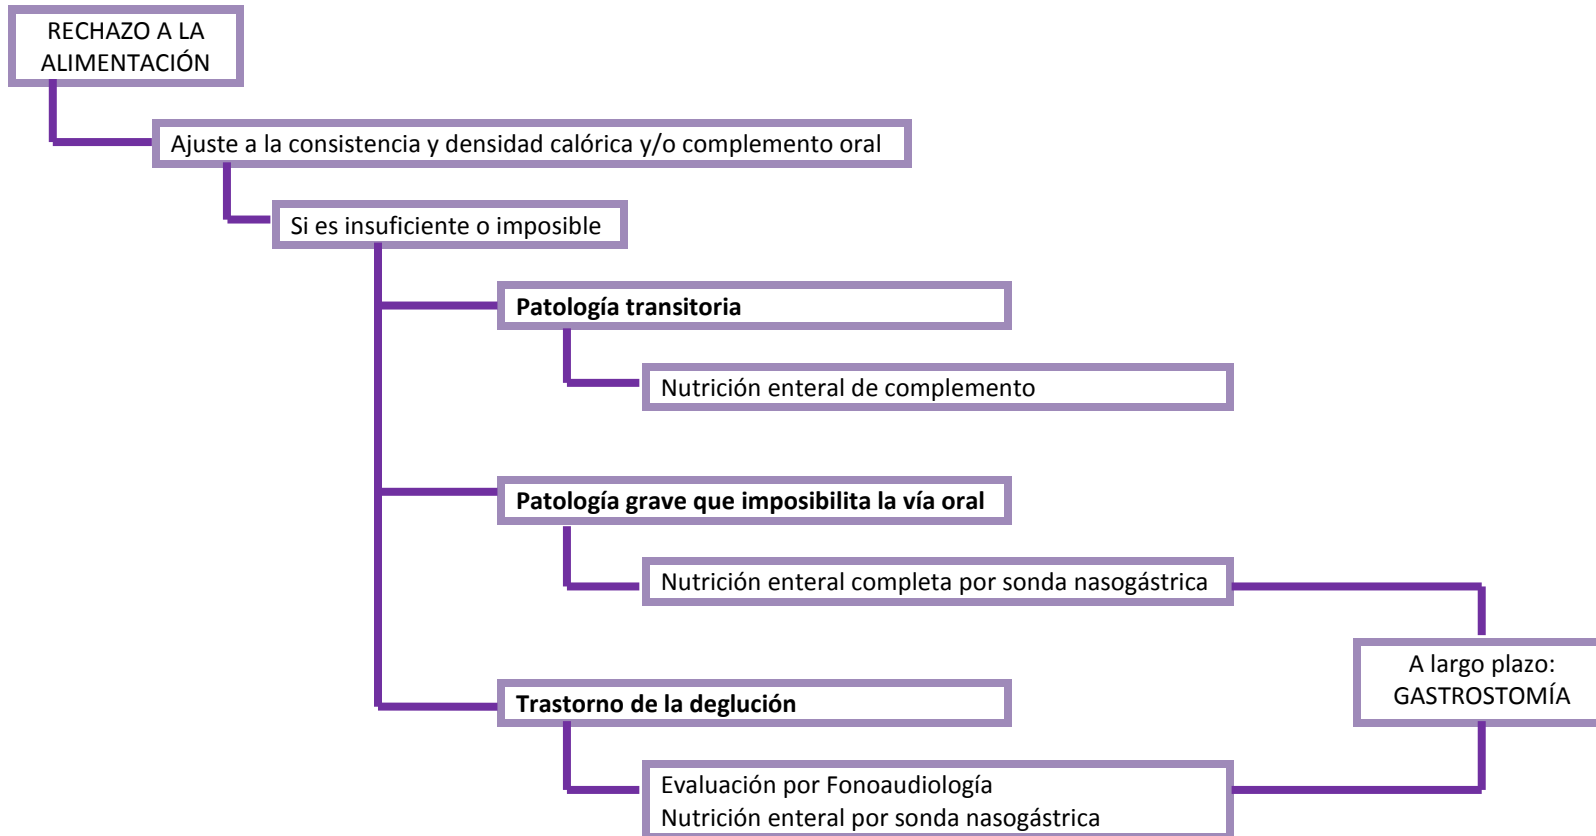 RECHAZO A LA
ALIMENTACIÓN
Ajuste a la consistencia y densidad calórica y/o complemento oral
Si es insuficiente o imposible
Patología transitoria
Nutrición enteral de complemento
Patología grave que imposibilita la vía oral
Nutrición enteral completa por sonda nasogástrica
A largo plazo:
GASTROSTOMÍA
Trastorno de la deglución
Evaluación por Fonoaudiología
Nutrición enteral por sonda nasogástrica